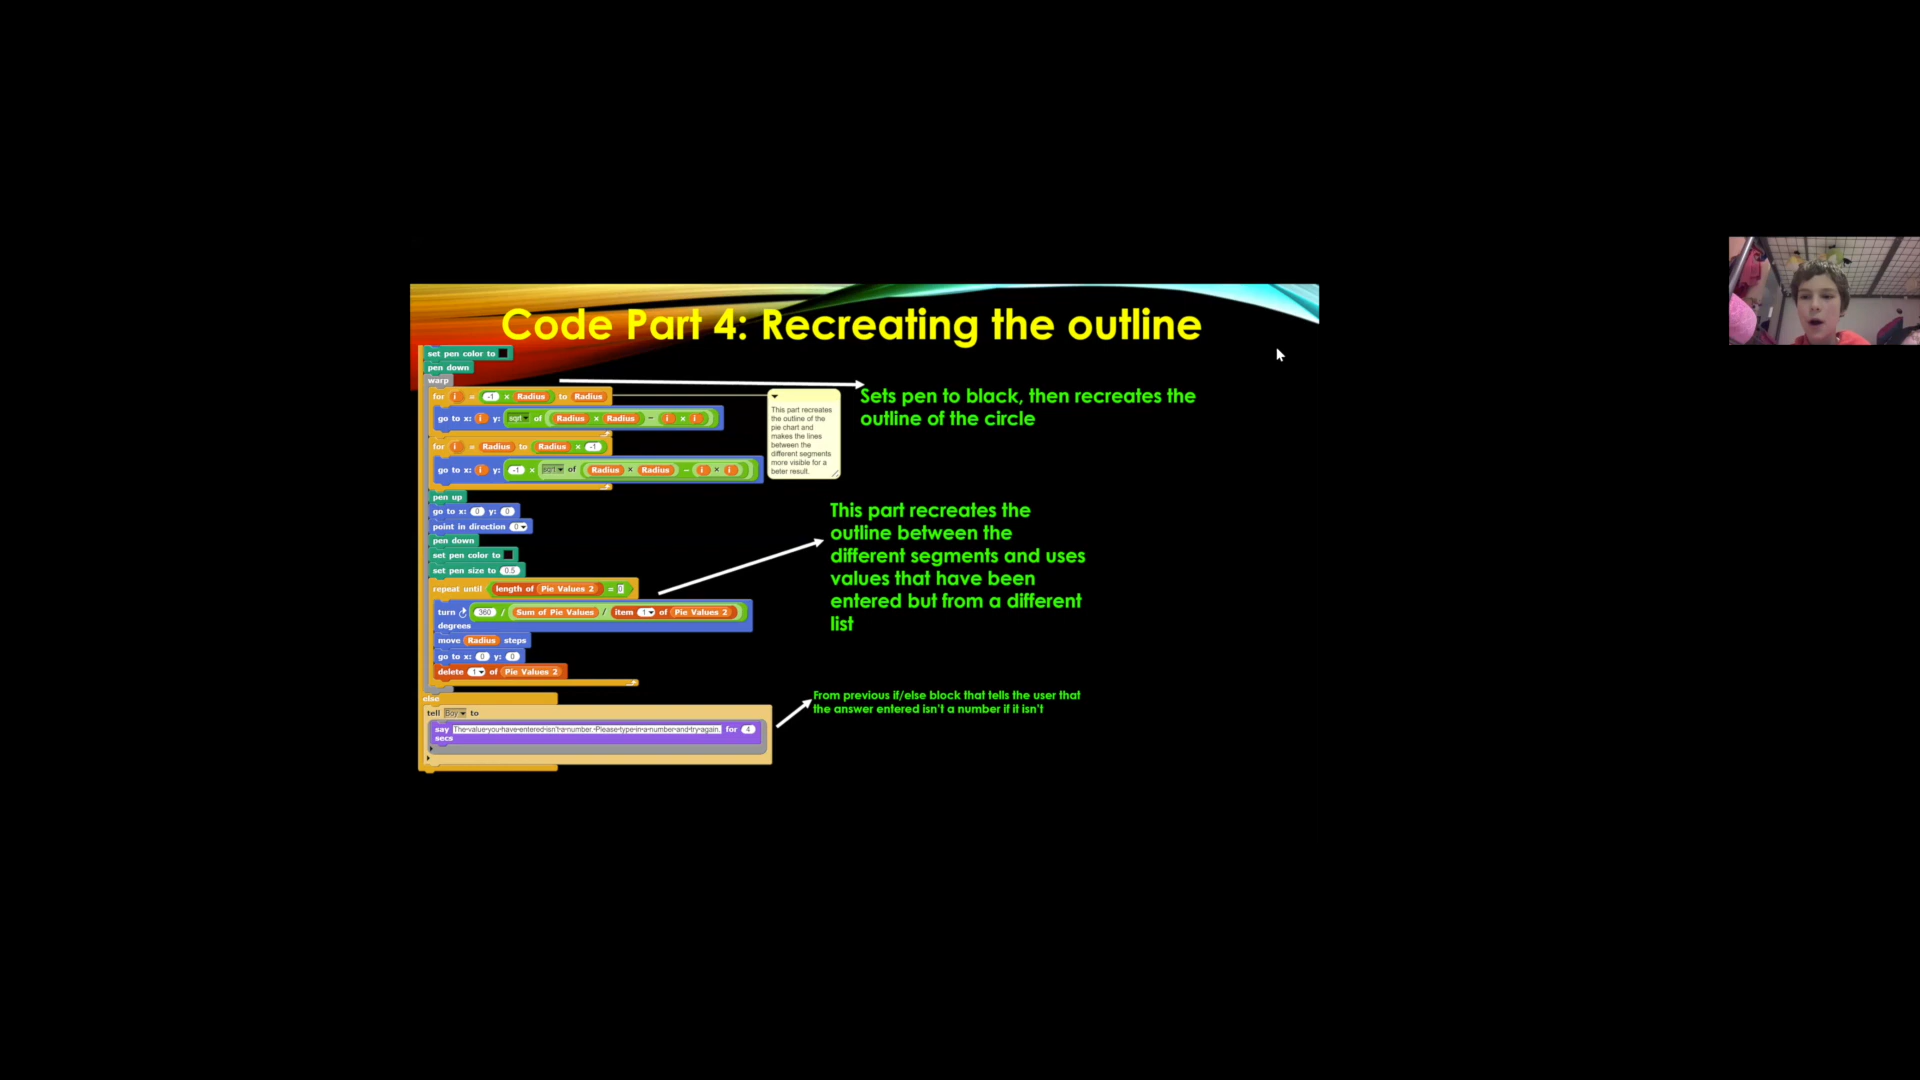 Code Part 4: Recreating the outline
set pen color to
pen down
warp
for i = -1 × Radius to Radius
go to x: i y: sqrt of Radius × Radius - i × i
for i = Radius to Radius × -1
go to x: i y: -1 × sqrt of Radius × Radius - i × i
pen up
go to x: 0 y: 0
point in direction 0
pen down
set pen color to
set pen size to 0.5
repeat until length of Pie Values 2 = 0
turn 360 / Sum of Pie Values / item 1 of Pie Values 2
degrees
move Radius steps
go to x: 0 y: 0
delete 1 of Pie Values 2
else
tell Boy to
say The value you have entered isn't a number. Please type in a number and try again. for 4
secs
This part recreates
the outline of the
pie chart and
makes the lines
between the
different segments
more visible for a
beter result.
Sets pen to black, then recreates the
outline of the circle
This part recreates the
outline between the
different segments and uses
values that have been
entered but from a different
list
From previous if/else block that tells the user that
the answer entered isn't a number if it isn't